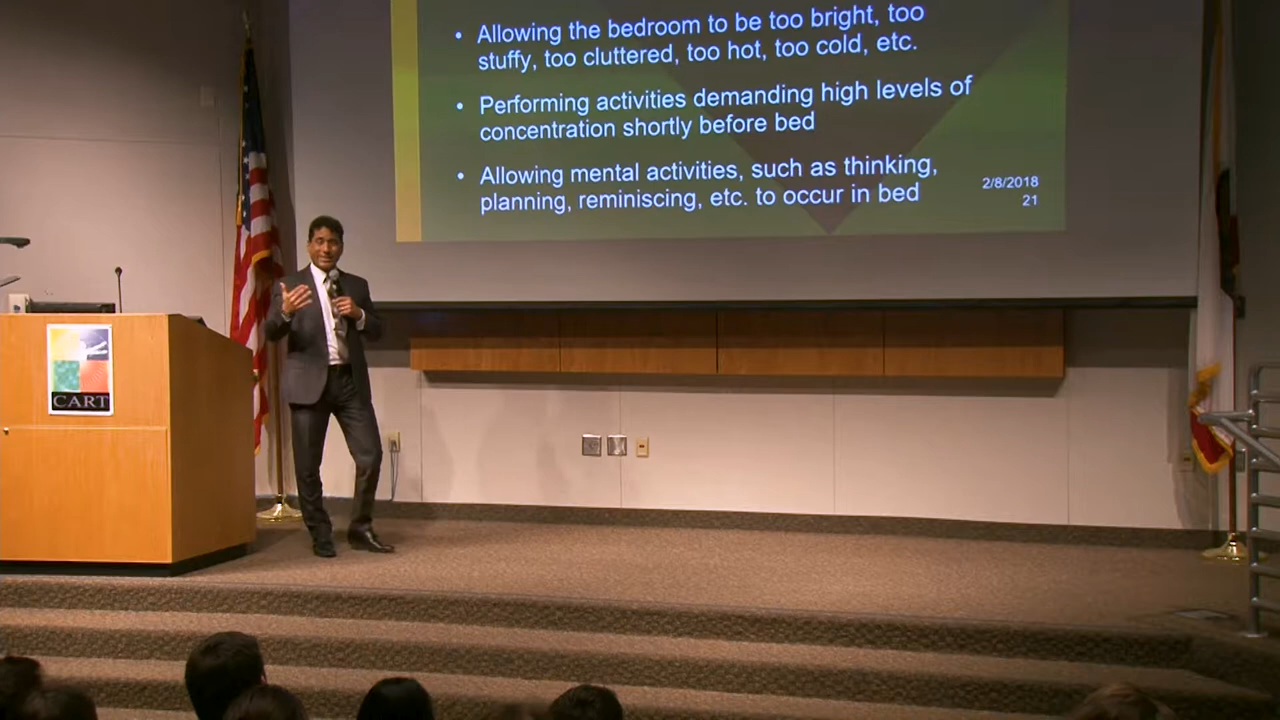 • Allowing the bedroom to be too bright, too
stuffy, too cluttered, too hot, too cold, etc.
• Performing activities demanding high levels of
concentration shortly before bed
• Allowing mental activities, such as thinking,
planning, reminiscing, etc. to occur in bed
2/8/2018
21
CART